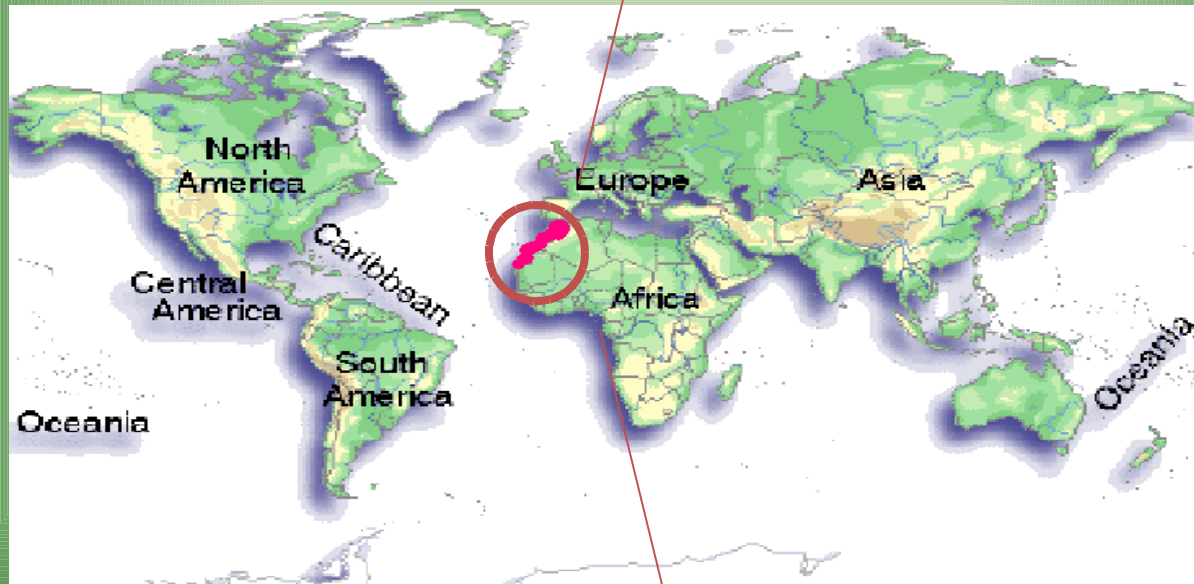 North
America
Europe
Asia
Caribbean
Central
America
Africa
South
America
Oceania
Oceania